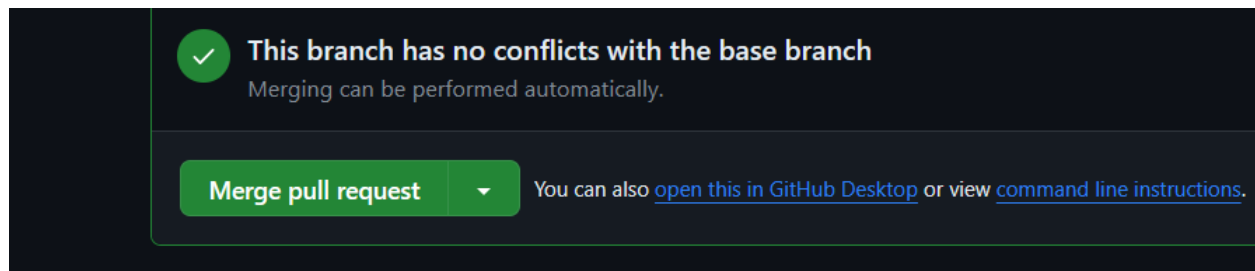 This branch has no conflicts with the base branch
Merging can be performed automatically.
Merge pull request You can also open this in GitHub Desktop or view command line instructions.